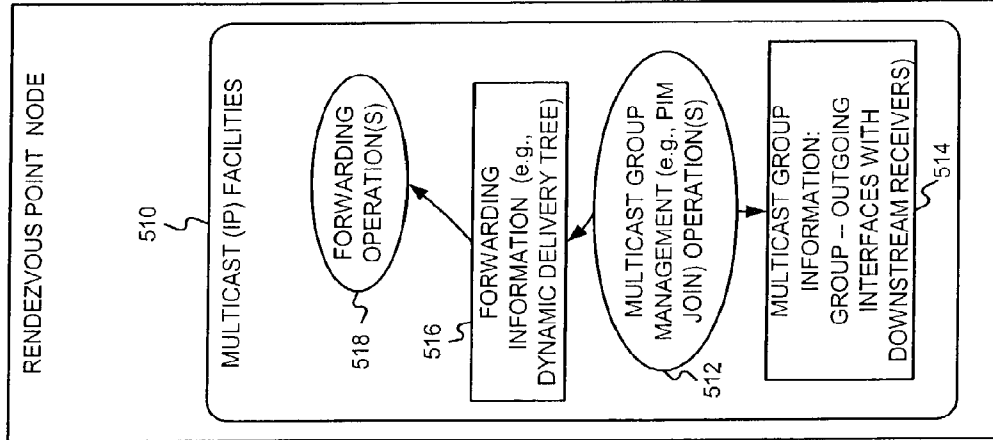 RENDEZVOUS POINT NODE
510
MULTICAST (IP) FACILITIES
518
FORWARDING
OPERATION(S)
516
FORWARDING
INFORMATION (e.g.,
DYNAMIC DELIVERY TREE)
512
MULTICAST GROUP
MANAGEMENT (e.g., PIM
JOIN) OPERATION(S)
MULTICAST GROUP
INFORMATION:
GROUP – OUTGOING
INTERFACES WITH
DOWNSTREAM RECEIVERS)
514